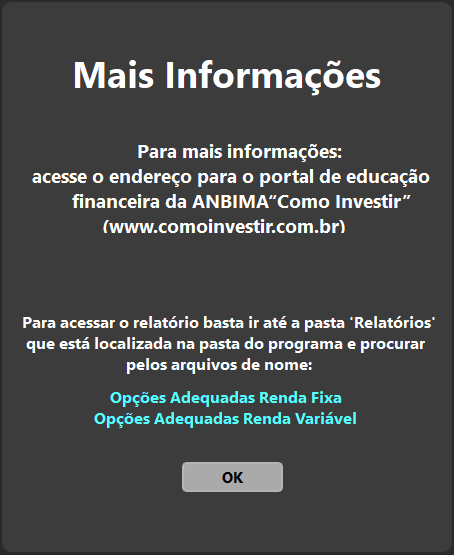 Mais Informações
Para mais informações:
acesse o endereço para o portal de educação
financeira da ANBIMA“Como Investir”
(www.comoinvestir.com.br)
Para acessar o relatório basta ir até a pasta 'Relatórios'
que está localizada na pasta do programa e procurar
pelos arquivos de nome:
Opções Adequadas Renda Fixa
Opções Adequadas Renda Variável
OK